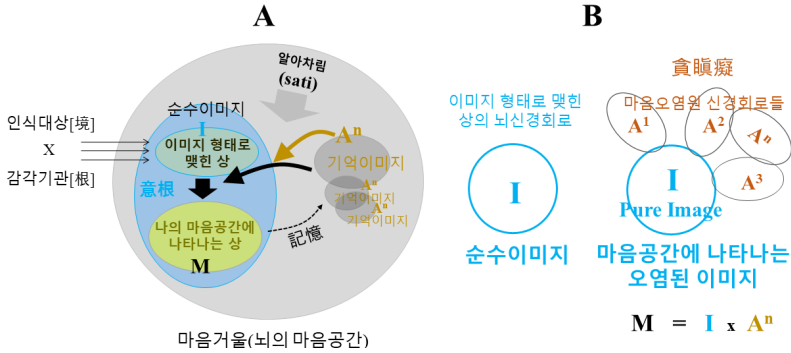 A
알아차림
(sati)
순수이미지
I
이미지 형태로
맺힌 상
인식대상[境]
X
감각기관[根]
意根
나의 마음공간에
나타나는 상
M
Aⁿ
기억이미지
Aⁿ
기억이미지
Aⁿ
기억이미지
記憶
마음거울(뇌의 마음공간)
B
이미지 형태로 맺힌
상의 뇌신경회로
I
순수이미지
貪瞋癡
마음오염원 신경회로들
A¹
A²
Aⁿ
A³
I
Pure Image
마음공간에 나타나는
오염된 이미지
M = I x Aⁿ